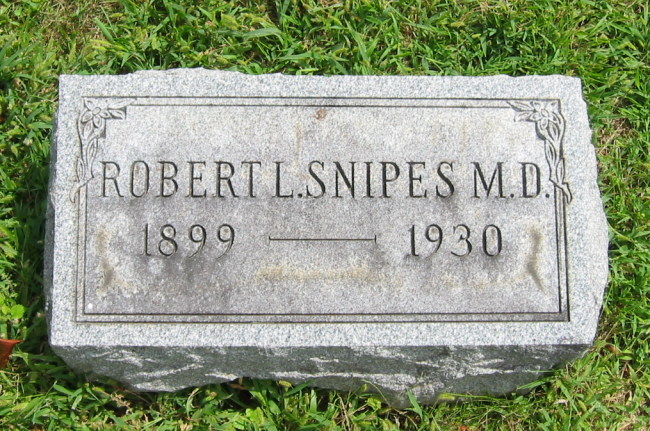 ROBERT L. SNIPES M.D.
1899 — 1930